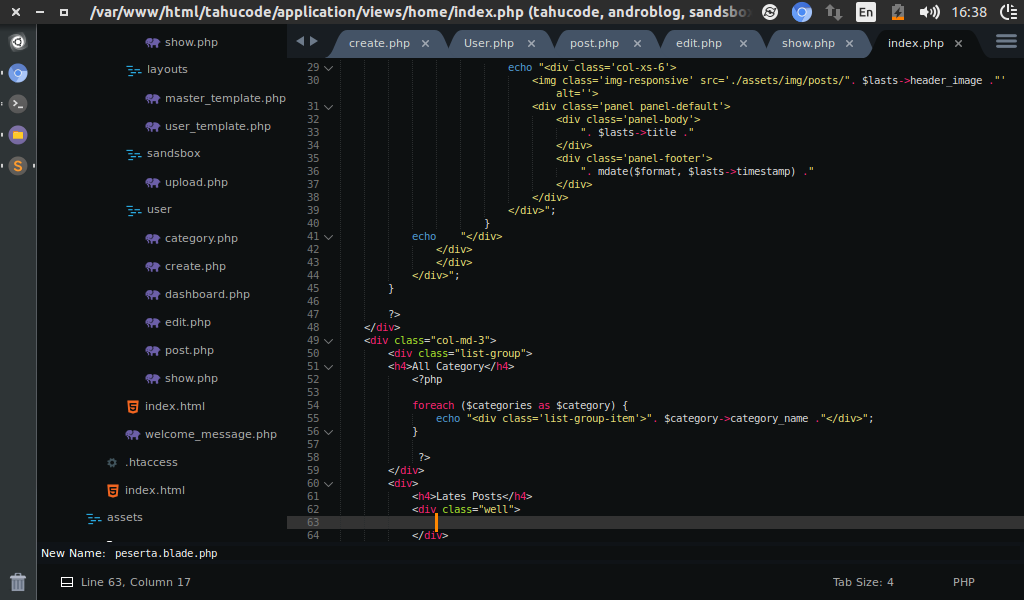 /var/www/html/tahucode/application/views/home/index.php (tahucode, androblog, sandsbo
En
16:38
show.php
layouts
master_template.php
user_template.php
sandsbox
upload.php
user
category.php
create.php
dashboard.php
edit.php
post.php
show.php
index.html
welcome_message.php
.htaccess
index.html
assets
create.php
User.php
post.php
edit.php
show.php
index.php
29 echo "<div class='col-xs-6'>
30 <img class='img-responsive' src='./assets/img/posts/". $lasts->header_image ."'
alt=''>
31 <div class='panel panel-default'>
32 <div class='panel-body'>
33 ". $lasts->title ."
34 </div>
35 <div class='panel-footer'>
36 ". mdate($format, $lasts->timestamp) ."
37 </div>
38 </div>
39 </div>";
40 }
41 echo "</div>
42 </div>
43 </div>
44 </div>";
45 }
46
47 ?>
48 </div>
49 <div class="col-md-3">
50 <div class="list-group">
51 <h4>All Category</h4>
52 <?php
53
54 foreach ($categories as $category) {
55 echo "<div class='list-group-item'>". $category->category_name ."</div>";
56 }
57
58 ?>
59 </div>
60 <div>
61 <h4>Lates Posts</h4>
62 <div class="well">
63
64 </div>
New Name: peserta.blade.php
Line 63, Column 17
Tab Size: 4
PHP